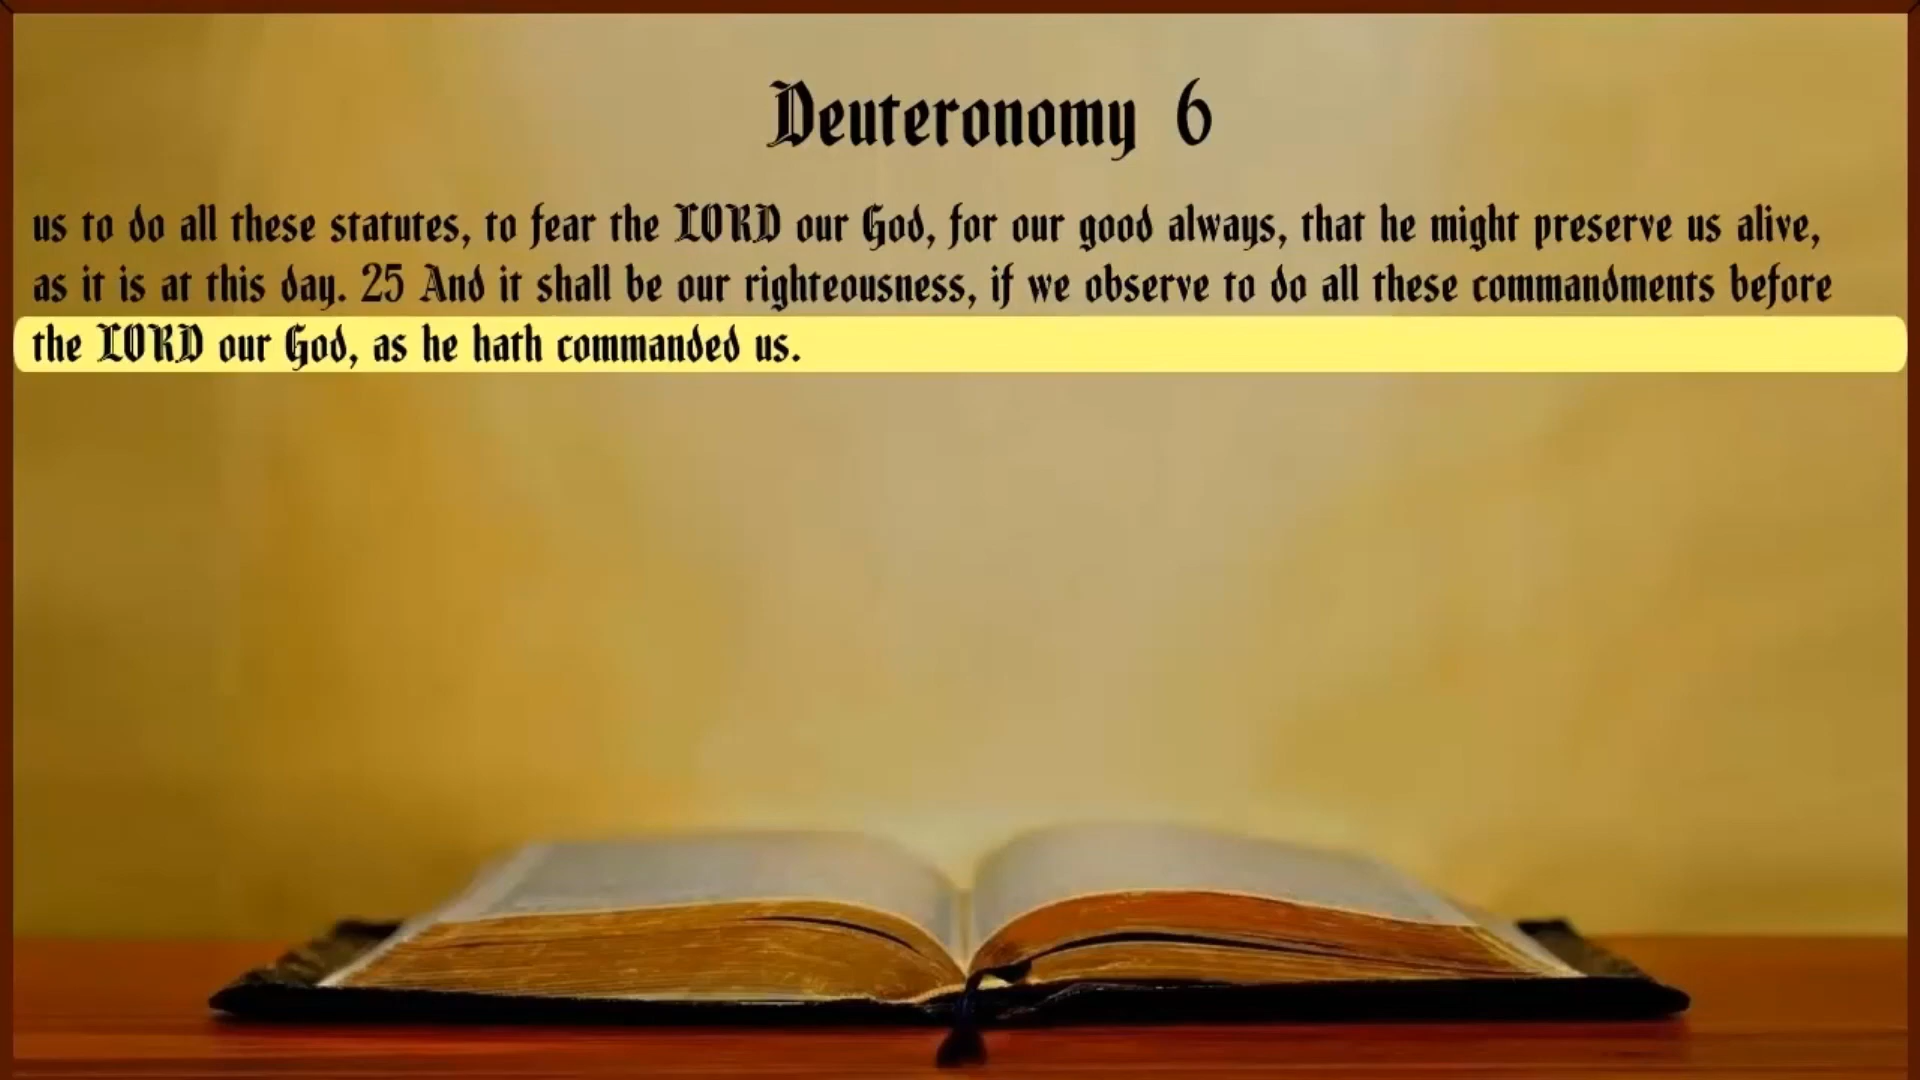 Deuteronomy 6
us to do all these statutes, to fear the LORD our God, for our good always, that he might preserve us alive,
as it is at this day. 25 And it shall be our righteousness, if we observe to do all these commandments before
the LORD our God, as he hath commanded us.